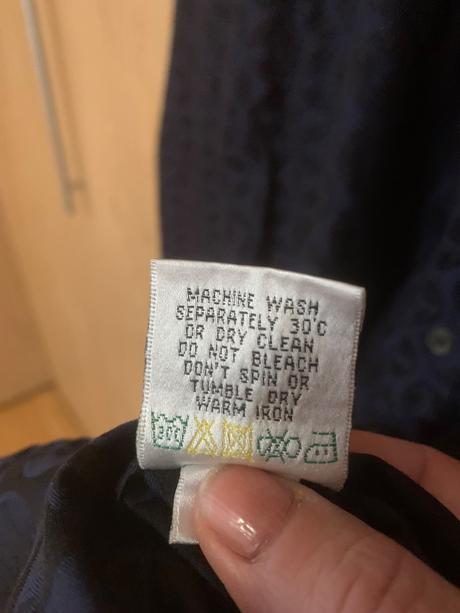 MACHINE WASH
SEPARATELY 30°C
OR DRY CLEAN
DO NOT BLEACH
DON'T SPIN OR
TUMBLE DRY
WARM IRON